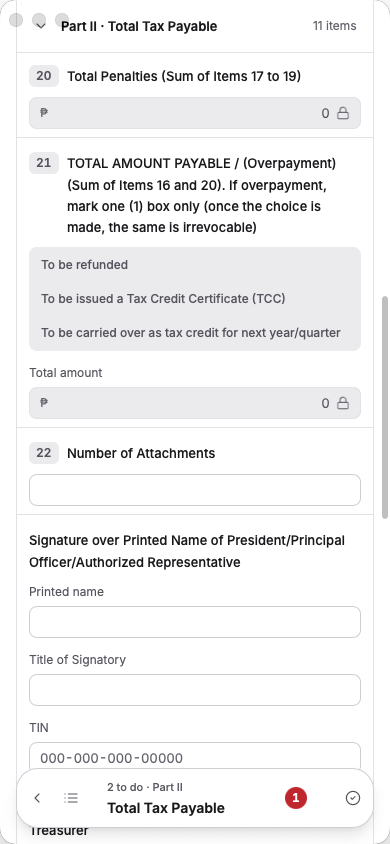 Part II · Total Tax Payable
11 items
20 Total Penalties (Sum of Items 17 to 19)
₱ 0
21 TOTAL AMOUNT PAYABLE / (Overpayment)
(Sum of Items 16 and 20). If overpayment,
mark one (1) box only (once the choice is
made, the same is irrevocable)
To be refunded
To be issued a Tax Credit Certificate (TCC)
To be carried over as tax credit for next year/quarter
Total amount
₱ 0
22 Number of Attachments
Signature over Printed Name of President/Principal
Officer/Authorized Representative
Printed name
Title of Signatory
TIN
000-000-000-00000
2 to do · Part II
Total Tax Payable
1
Treasurer